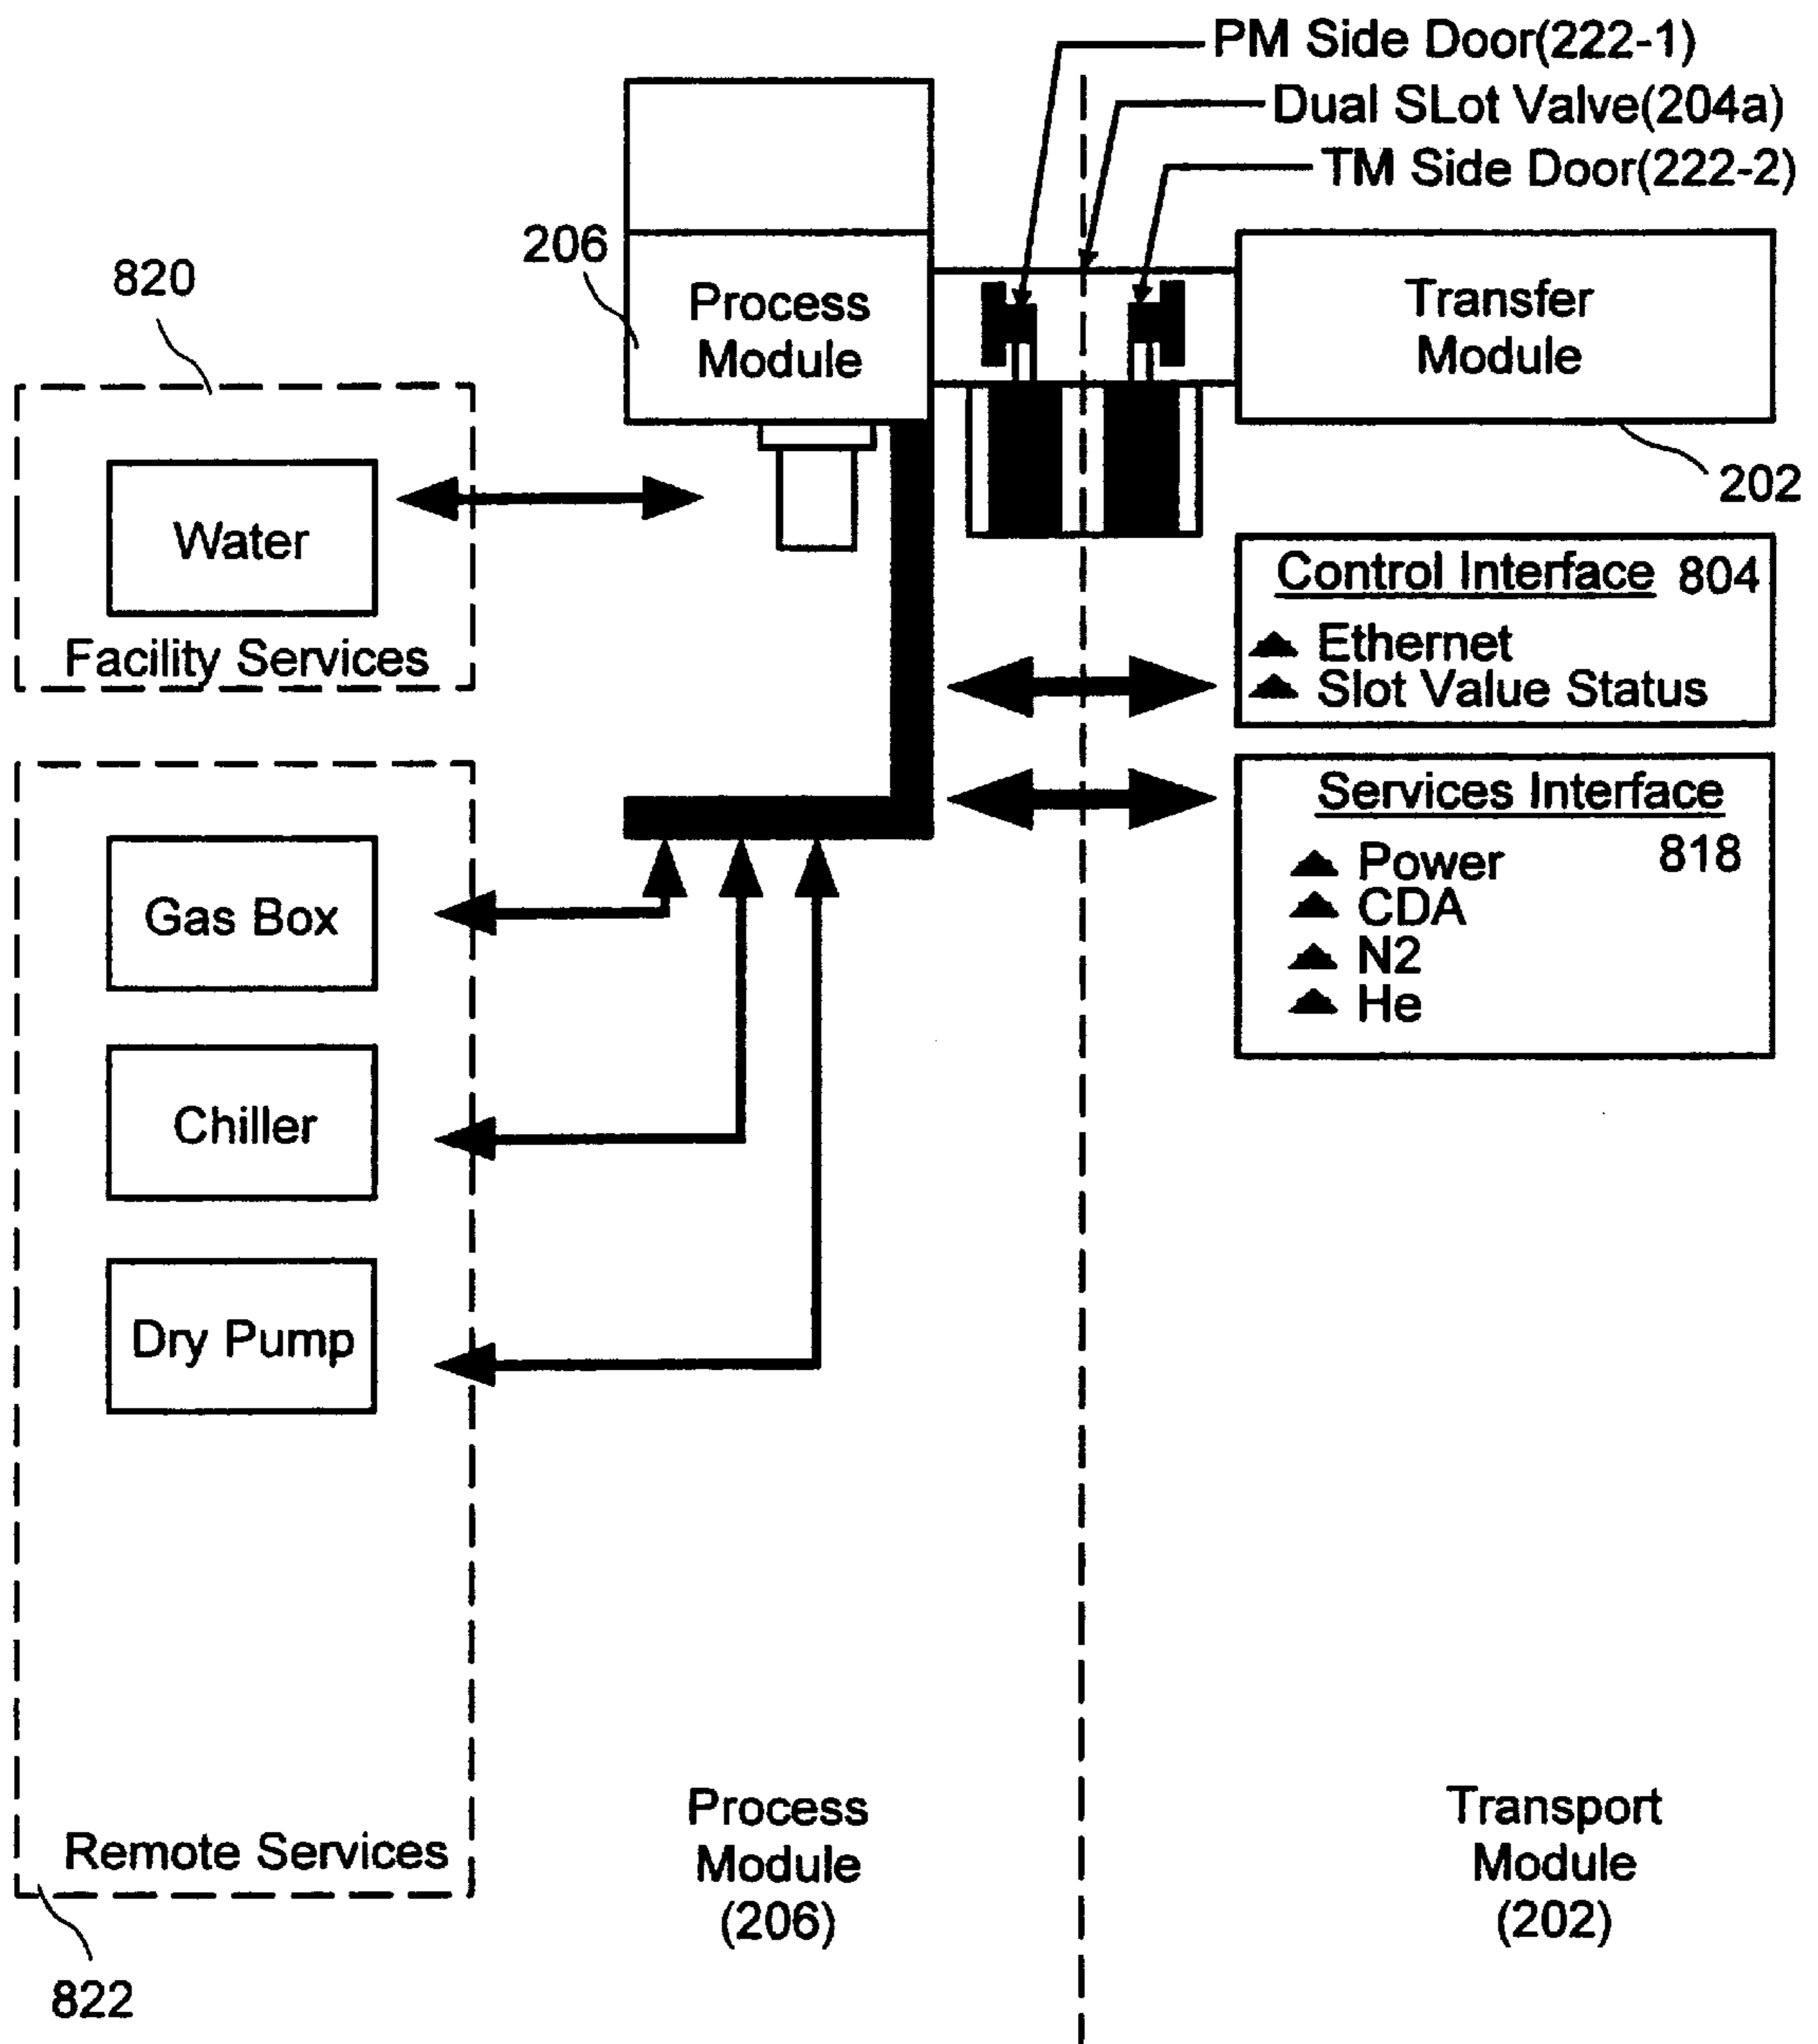 PM Side Door(222-1)
Dual SLot Valve(204a)
TM Side Door(222-2)
206
Process
Module
Transfer
Module
202
820
Water
Facility Services
Control Interface 804
Ethernet
Slot Value Status
Services Interface
818
Power
CDA
N2
He
Gas Box
Chiller
Dry Pump
Remote Services
822
Process
Module
(206)
Transport
Module
(202)